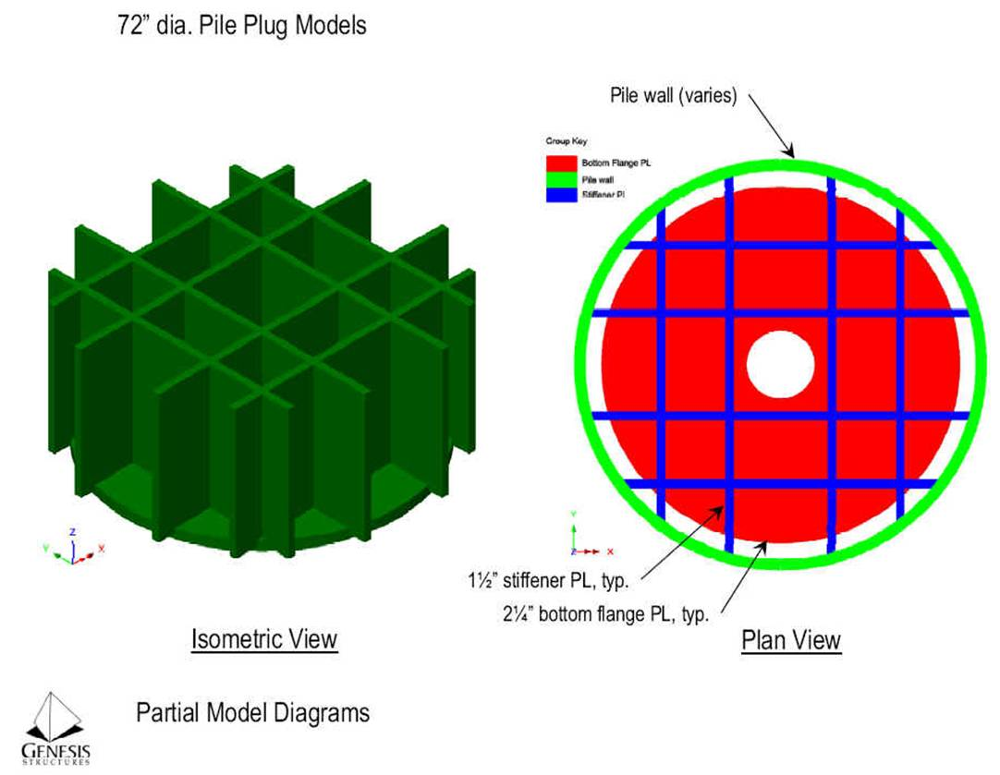 72” dia. Pile Plug Models
Pile wall (varies)
Group Key
Bottom Flange PL
Pile wall
Stiffener PL
Z
Y
X
Y
Z
X
1½” stiffener PL, typ.
2¼” bottom flange PL, typ.
Isometric View
Plan View
Partial Model Diagrams
GENESIS
STRUCTURES